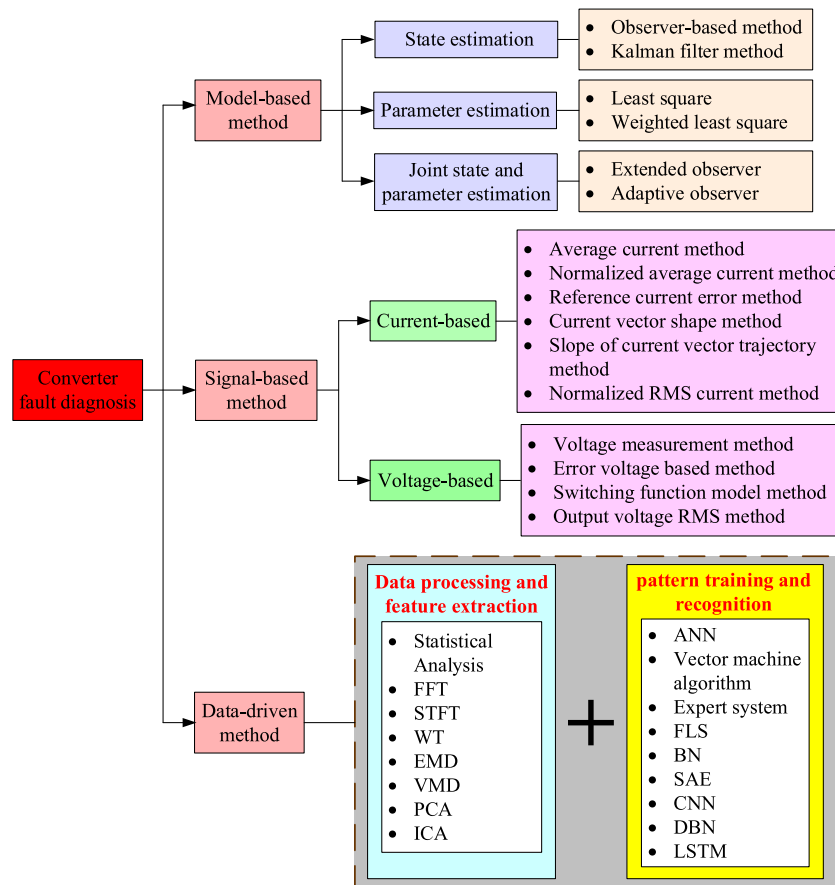 Converter
fault diagnosis
Model-based
method
State estimation
• Observer-based method
• Kalman filter method
Parameter estimation
• Least square
• Weighted least square
Joint state and
parameter estimation
• Extended observer
• Adaptive observer
Signal-based
method
Current-based
• Average current method
• Normalized average current method
• Reference current error method
• Current vector shape method
• Slope of current vector trajectory
method
• Normalized RMS current method
Voltage-based
• Voltage measurement method
• Error voltage based method
• Switching function model method
• Output voltage RMS method
Data-driven
method
Data processing and
feature extraction
• Statistical
Analysis
• FFT
• STFT
• WT
• EMD
• VMD
• PCA
• ICA
+
pattern training and
recognition
• ANN
• Vector machine
algorithm
• Expert system
• FLS
• BN
• SAE
• CNN
• DBN
• LSTM